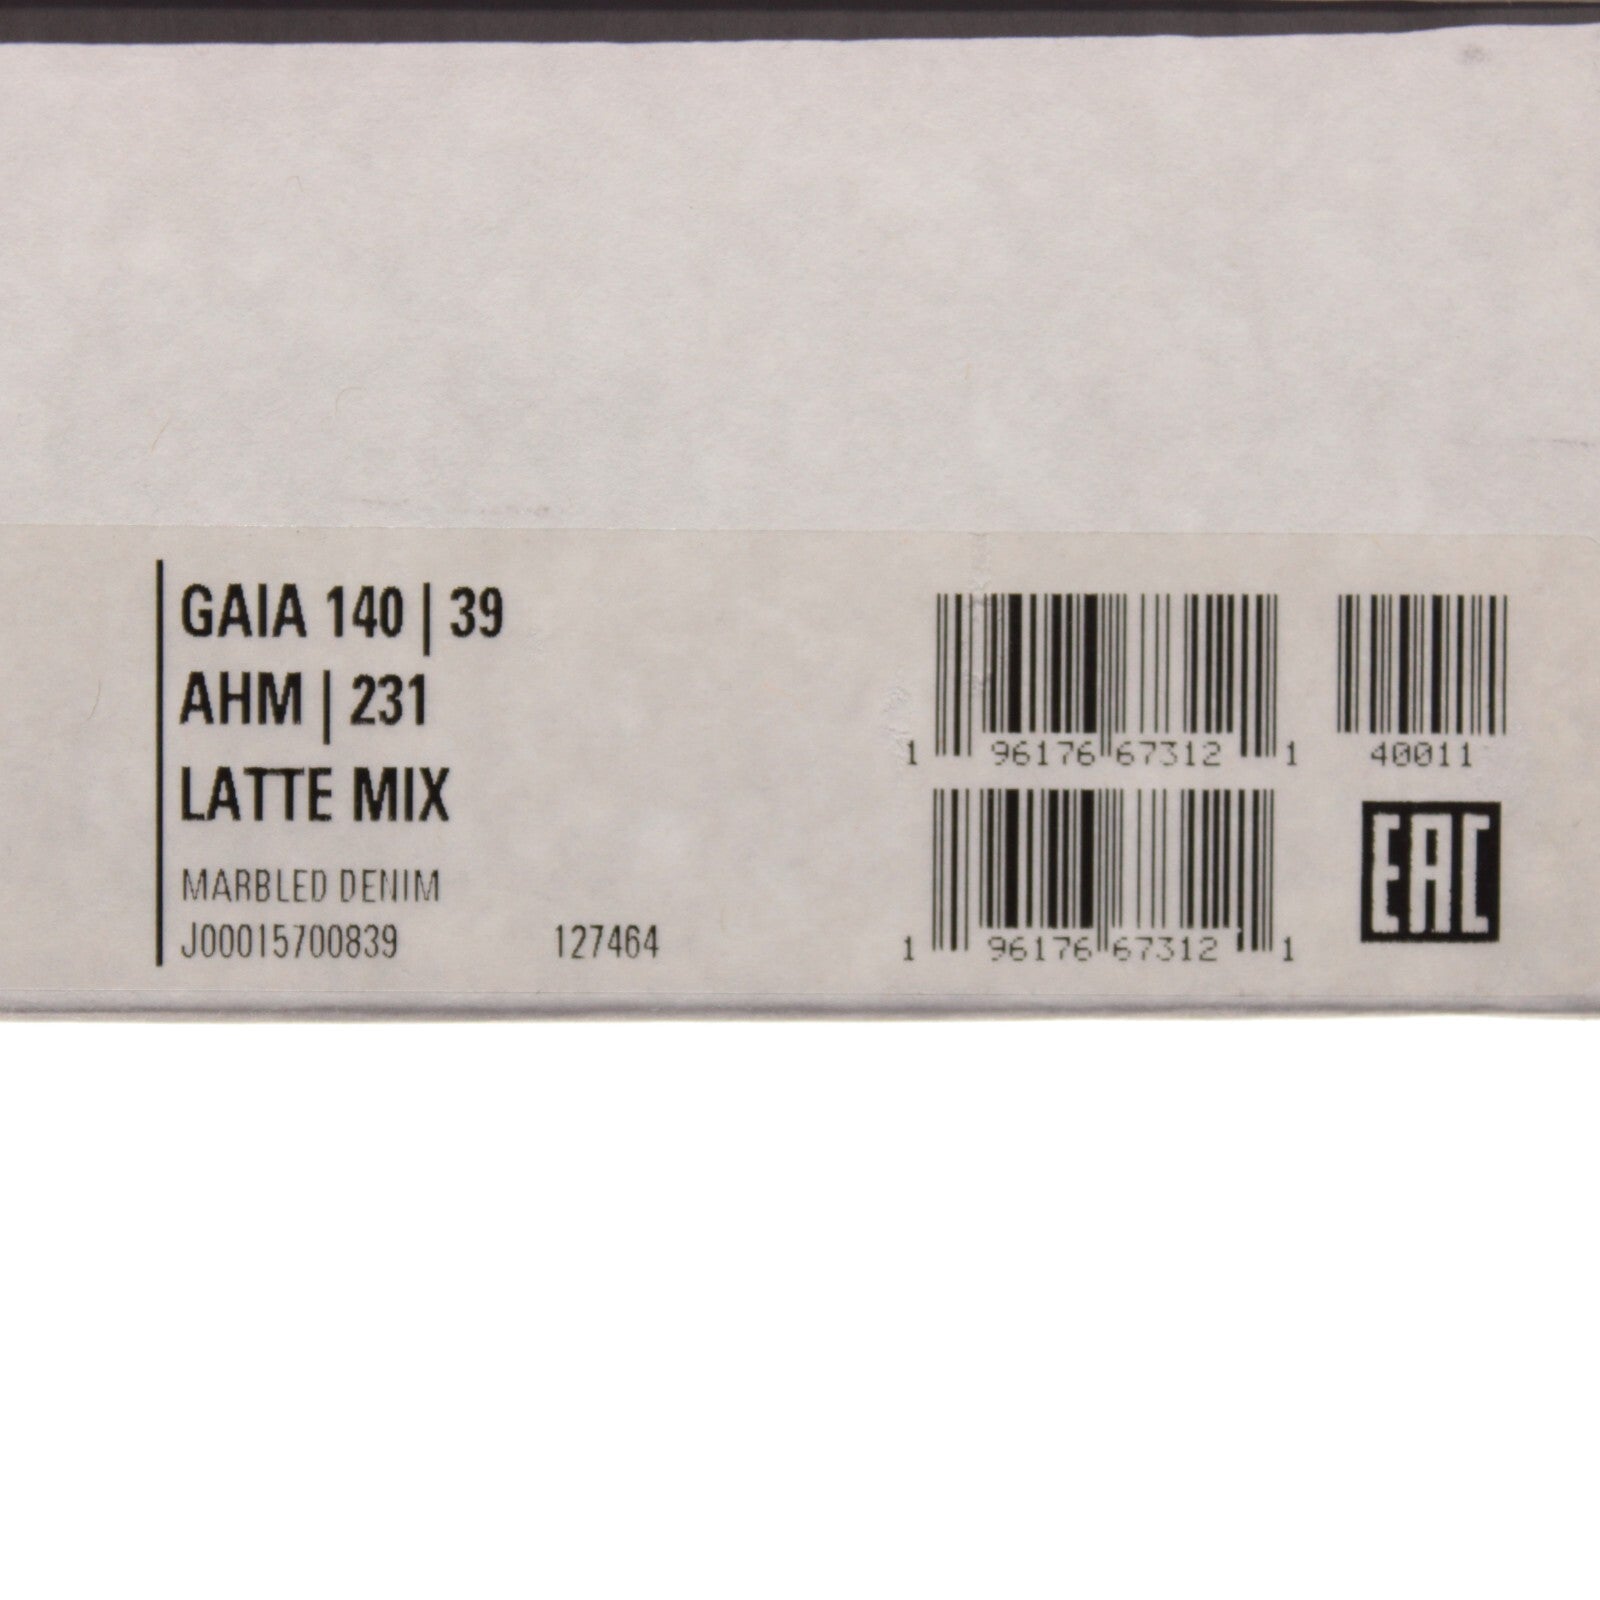 GAIA 140 | 39
AHM | 231
LATTE MIX
MARBLED DENIM
J00015700839 127464
1 96176 67312 1
40011
1 96176 67312 1
EAC